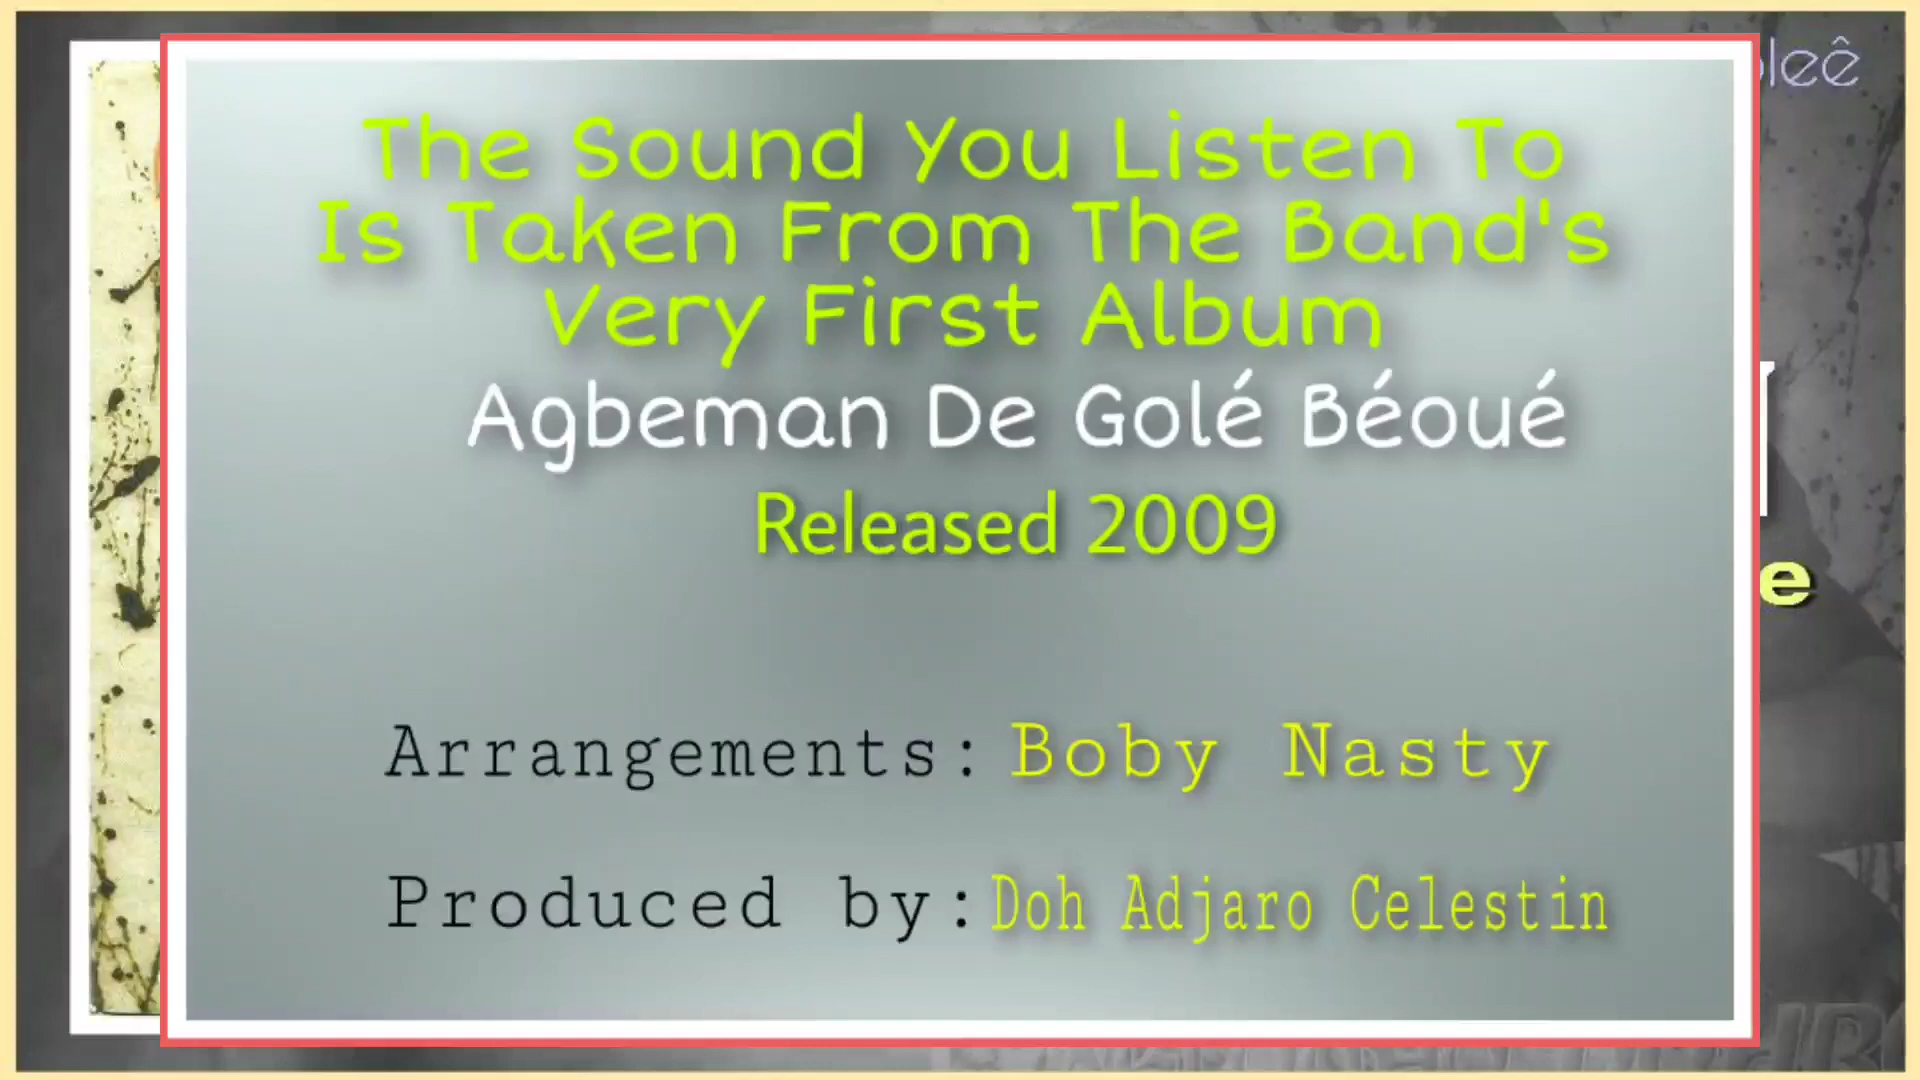 The Sound You Listen To
Is Taken From The Band's
Very First Album
Agbeman De Golé Béoué
Released 2009
Arrangements: Boby Nasty
Produced by: Doh Adjaro Celestin